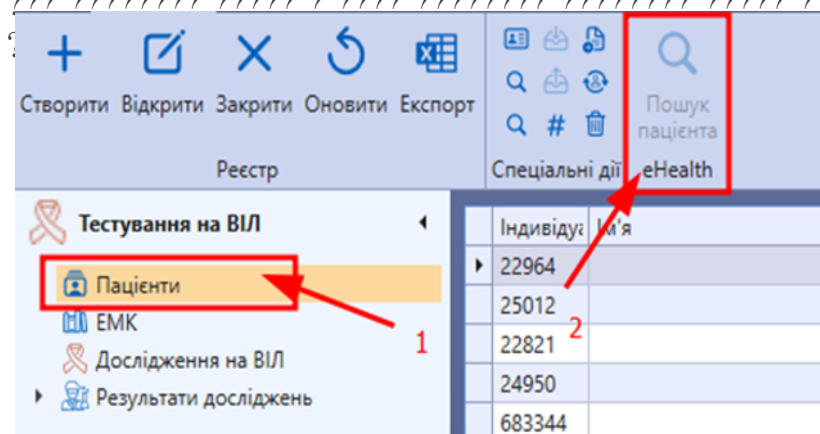 Створити Відкрити Закрити Оновити Експорт
Реєстр
#
Спеціальні дії
Пошук
пацієнта
eHealth
Тестування на ВІЛ
Пацієнти
ЕМК
Дослідження на ВІЛ
Результати досліджень
1
Індивідуа Ім'я
22964
25012
22821
24950
683344
2